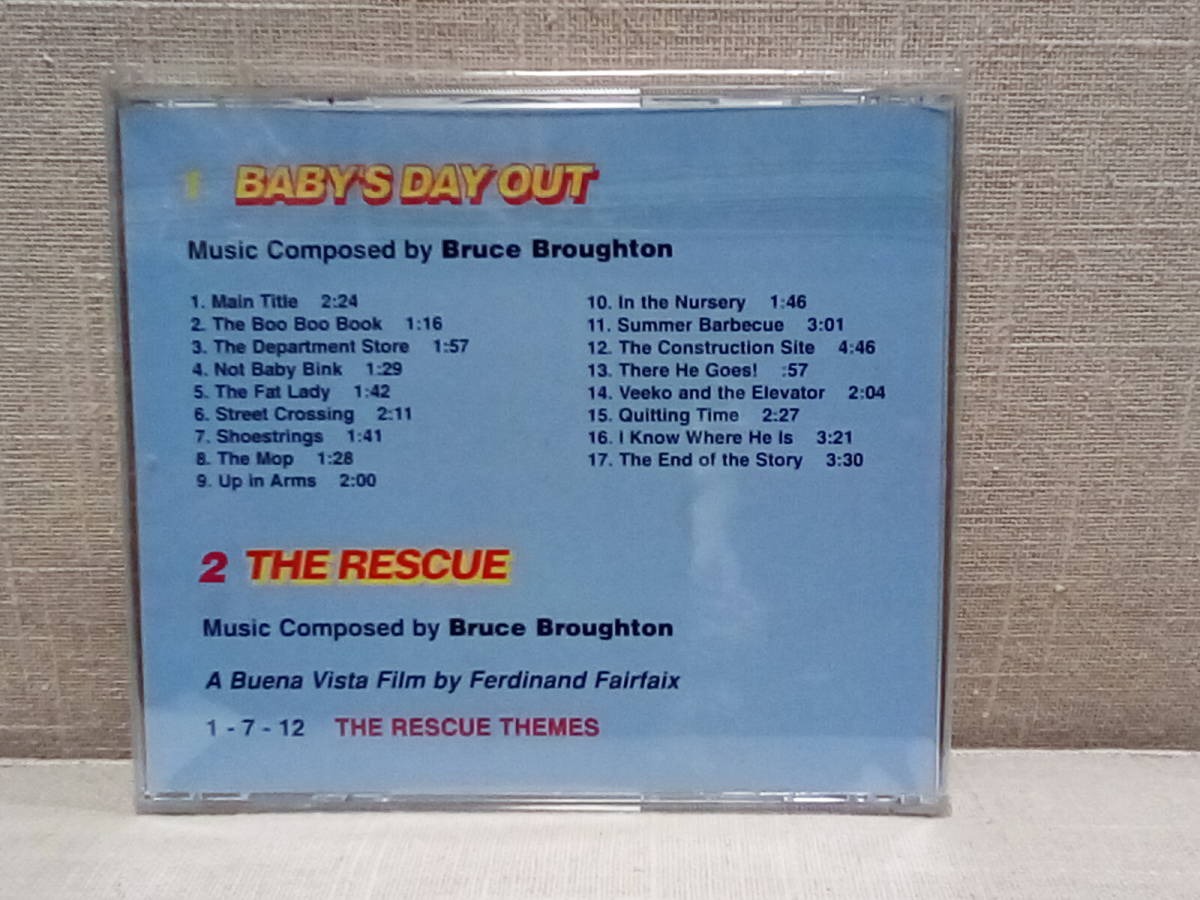 1 BABY'S DAY OUT
Music Composed by Bruce Broughton
1. Main Title 2:24
2. The Boo Boo Book 1:16
3. The Department Store 1:57
4. Not Baby Bink 1:29
5. The Fat Lady 1:42
6. Street Crossing 2:11
7. Shoestrings 1:41
8. The Mop 1:28
9. Up in Arms 2:00
10. In the Nursery 1:46
11. Summer Barbecue 3:01
12. The Construction Site 4:46
13. There He Goes! :57
14. Veeko and the Elevator 2:04
15. Quitting Time 2:27
16. I Know Where He Is 3:21
17. The End of the Story 3:30
2 THE RESCUE
Music Composed by Bruce Broughton
A Buena Vista Film by Ferdinand Fairfaix
1 - 7 - 12 THE RESCUE THEMES